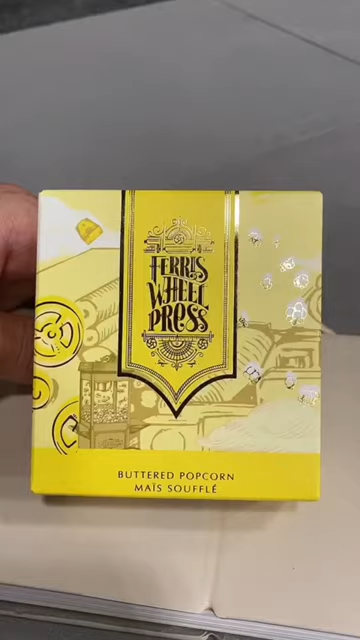 FERRIS
WHEEL
PRESS
BUTTERED POPCORN
MAÏS SOUFFLÉ